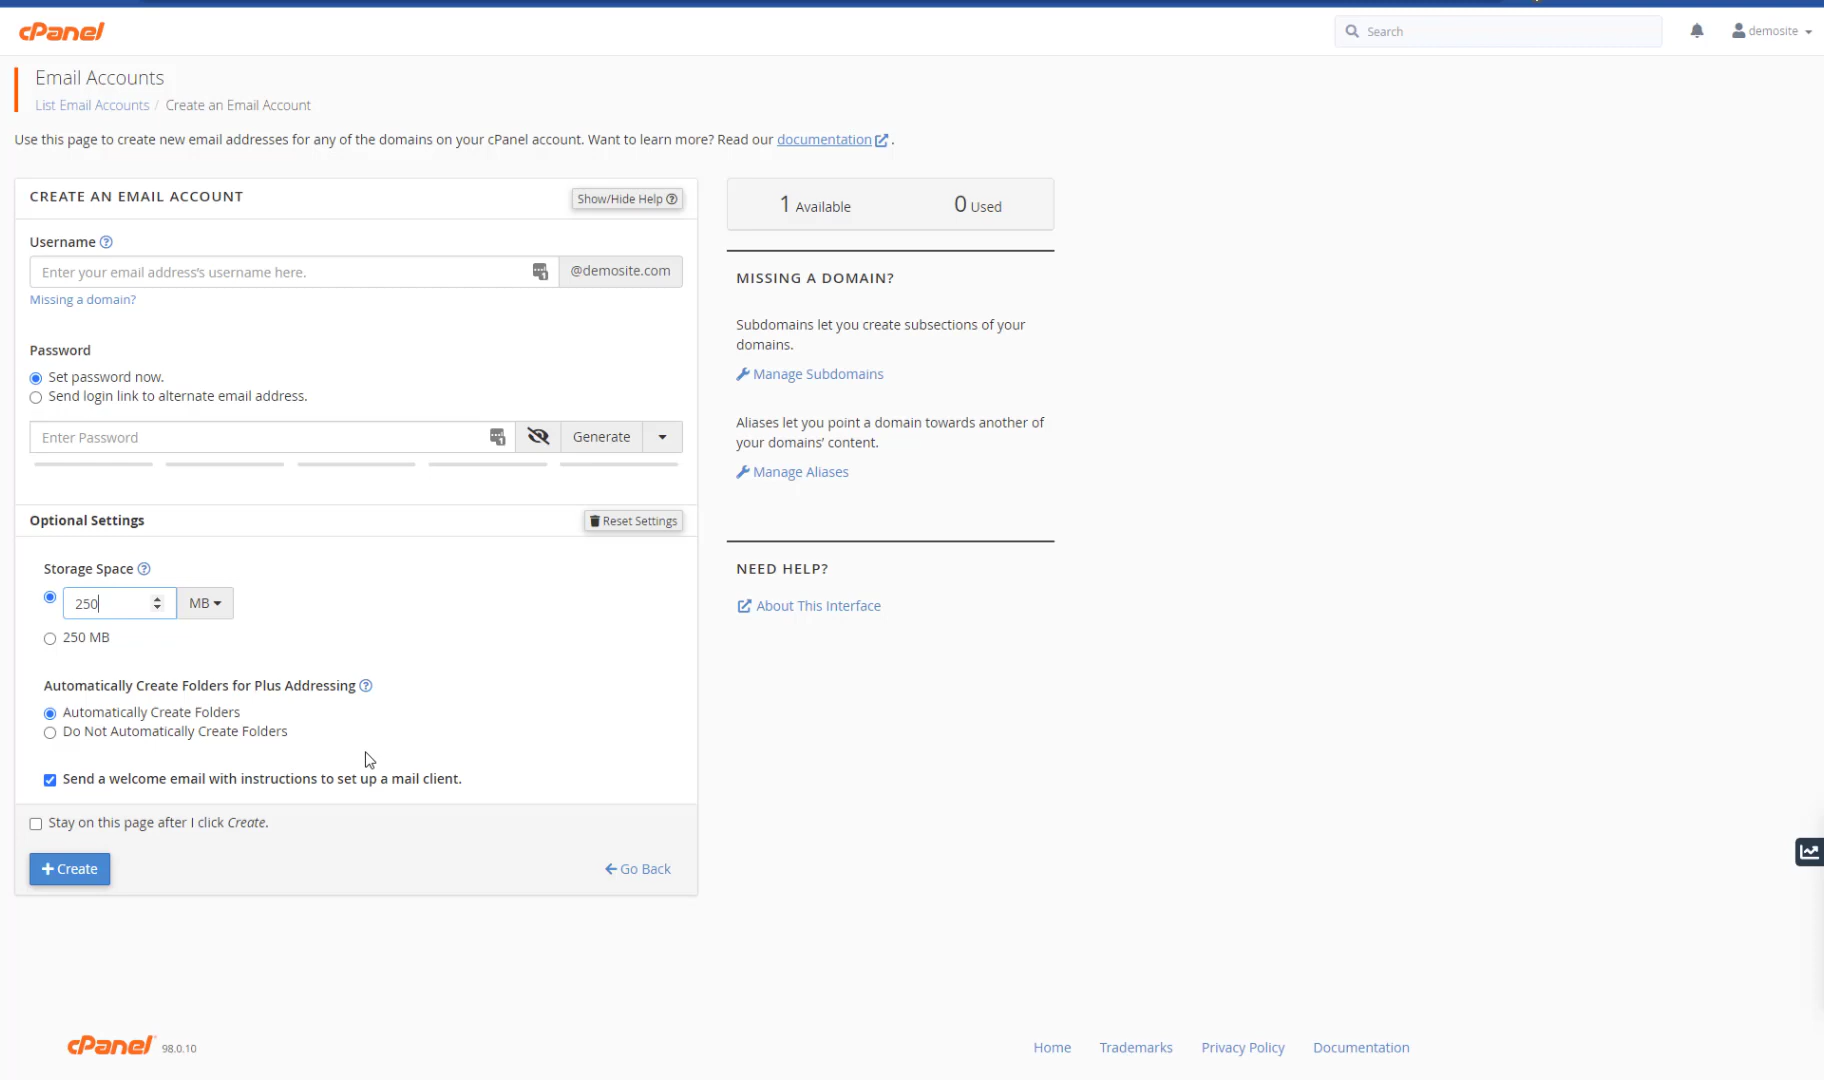 cPanel
Search
demosite
Email Accounts
List Email Accounts / Create an Email Account
Use this page to create new email addresses for any of the domains on your cPanel account. Want to learn more? Read our documentation .
CREATE AN EMAIL ACCOUNT
Show/Hide Help
Username
Enter your email address's username here.
@demosite.com
Missing a domain?
Password
Set password now.
Send login link to alternate email address.
Enter Password
Generate
Optional Settings
Reset Settings
Storage Space
250
MB
250 MB
Automatically Create Folders for Plus Addressing
Automatically Create Folders
Do Not Automatically Create Folders
Send a welcome email with instructions to set up a mail client.
Stay on this page after I click Create.
Create
Go Back
1 Available
0 Used
MISSING A DOMAIN?
Subdomains let you create subsections of your
domains.
Manage Subdomains
Aliases let you point a domain towards another of
your domains’ content.
Manage Aliases
NEED HELP?
About This Interface
cPanel 98.0.10
Home
Trademarks
Privacy Policy
Documentation